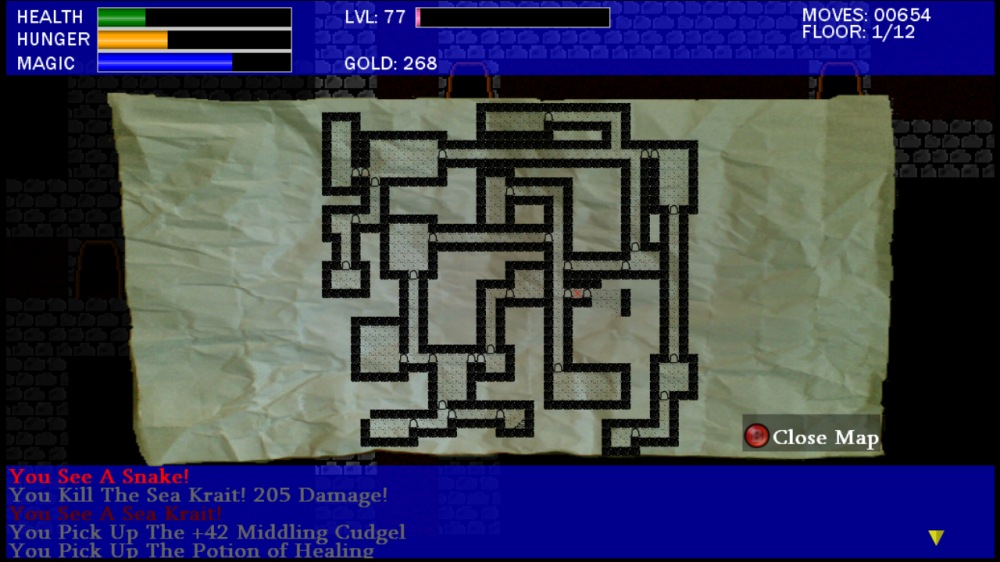 HEALTH
HUNGER
MAGIC
LVL: 77
GOLD: 268
MOVES: 00654
FLOOR: 1/12
Close Map
You See A Snake!
You Kill The Sea Krait! 205 Damage!
You See A Sea Krait!
You Pick Up The +42 Middling Cudgel
You Pick Up The Potion of Healing